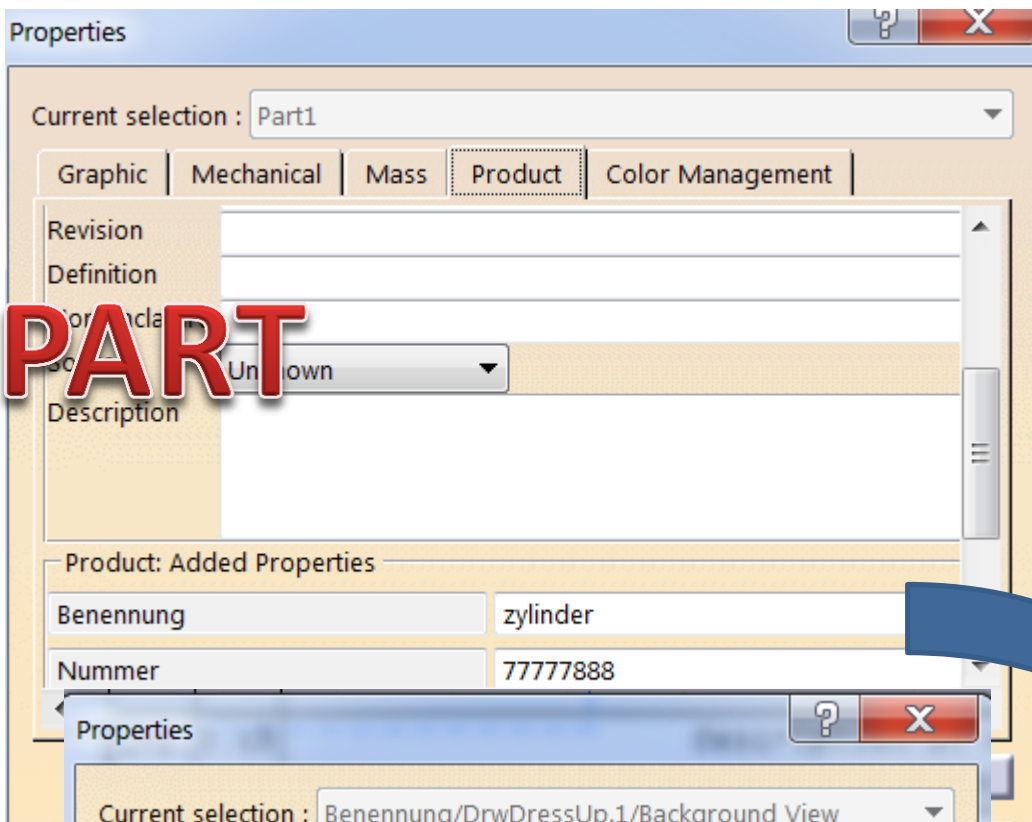 Properties
Current selection : Part1
Graphic Mechanical Mass Product Color Management
Revision
Definition
PART
Unknown
Description
Product: Added Properties
Benennung zylinder
Nummer 77777888
Properties
Current selection : Benennung/DrwDressUp.1/Background View